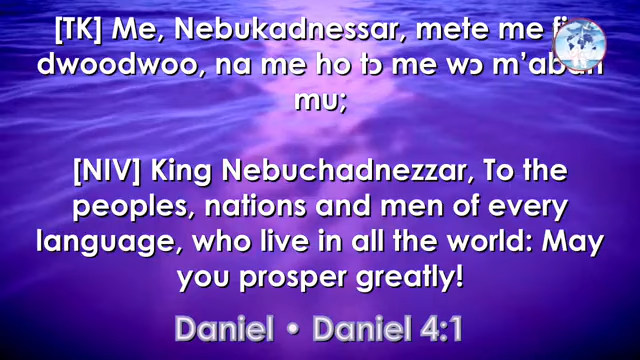 [TK] Me, Nebukadnessar, mete me
dwoodwoo, na me ho tɔ me wɔ m'aban
mu;
[NIV] King Nebuchadnezzar, To the
peoples, nations and men of every
language, who live in all the world: May
you prosper greatly!
Daniel • Daniel 4:1